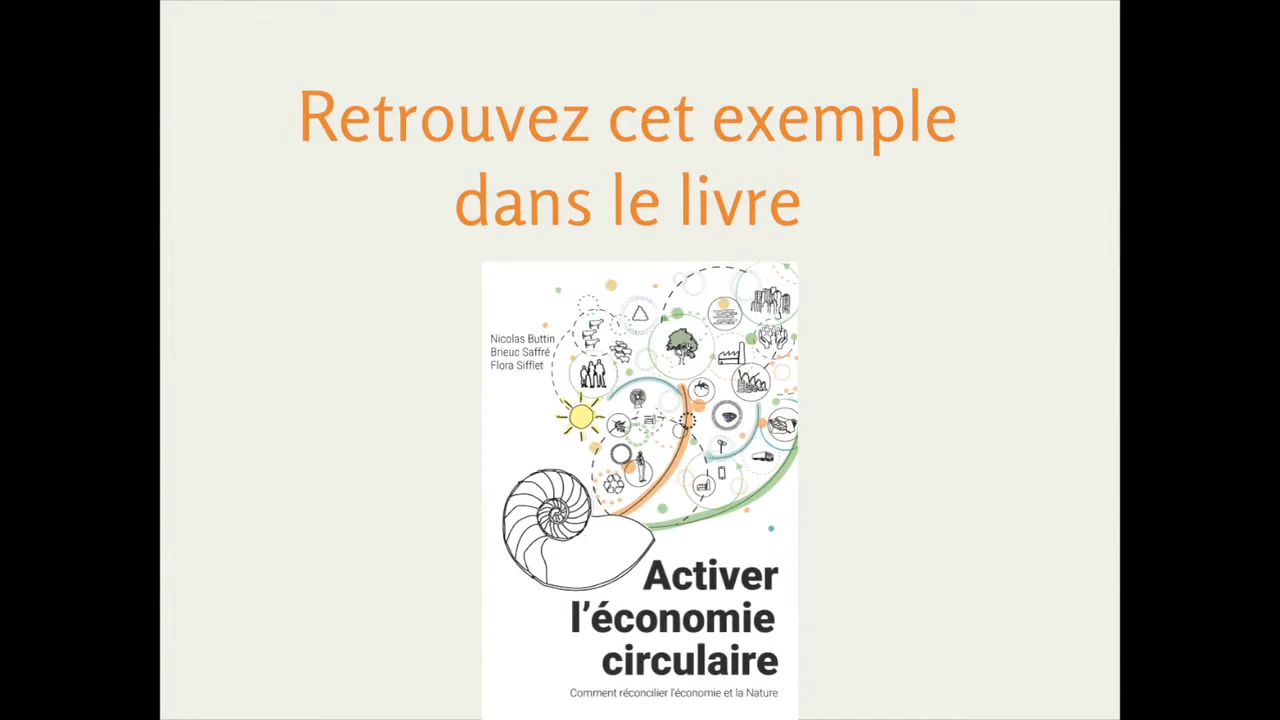 Retrouvez cet exemple
dans le livre
Nicolas Buttin
Brieuc Saffré
Flora Sifflet
Activer
l'économie
circulaire
Comment réconcilier l'économie et la Nature